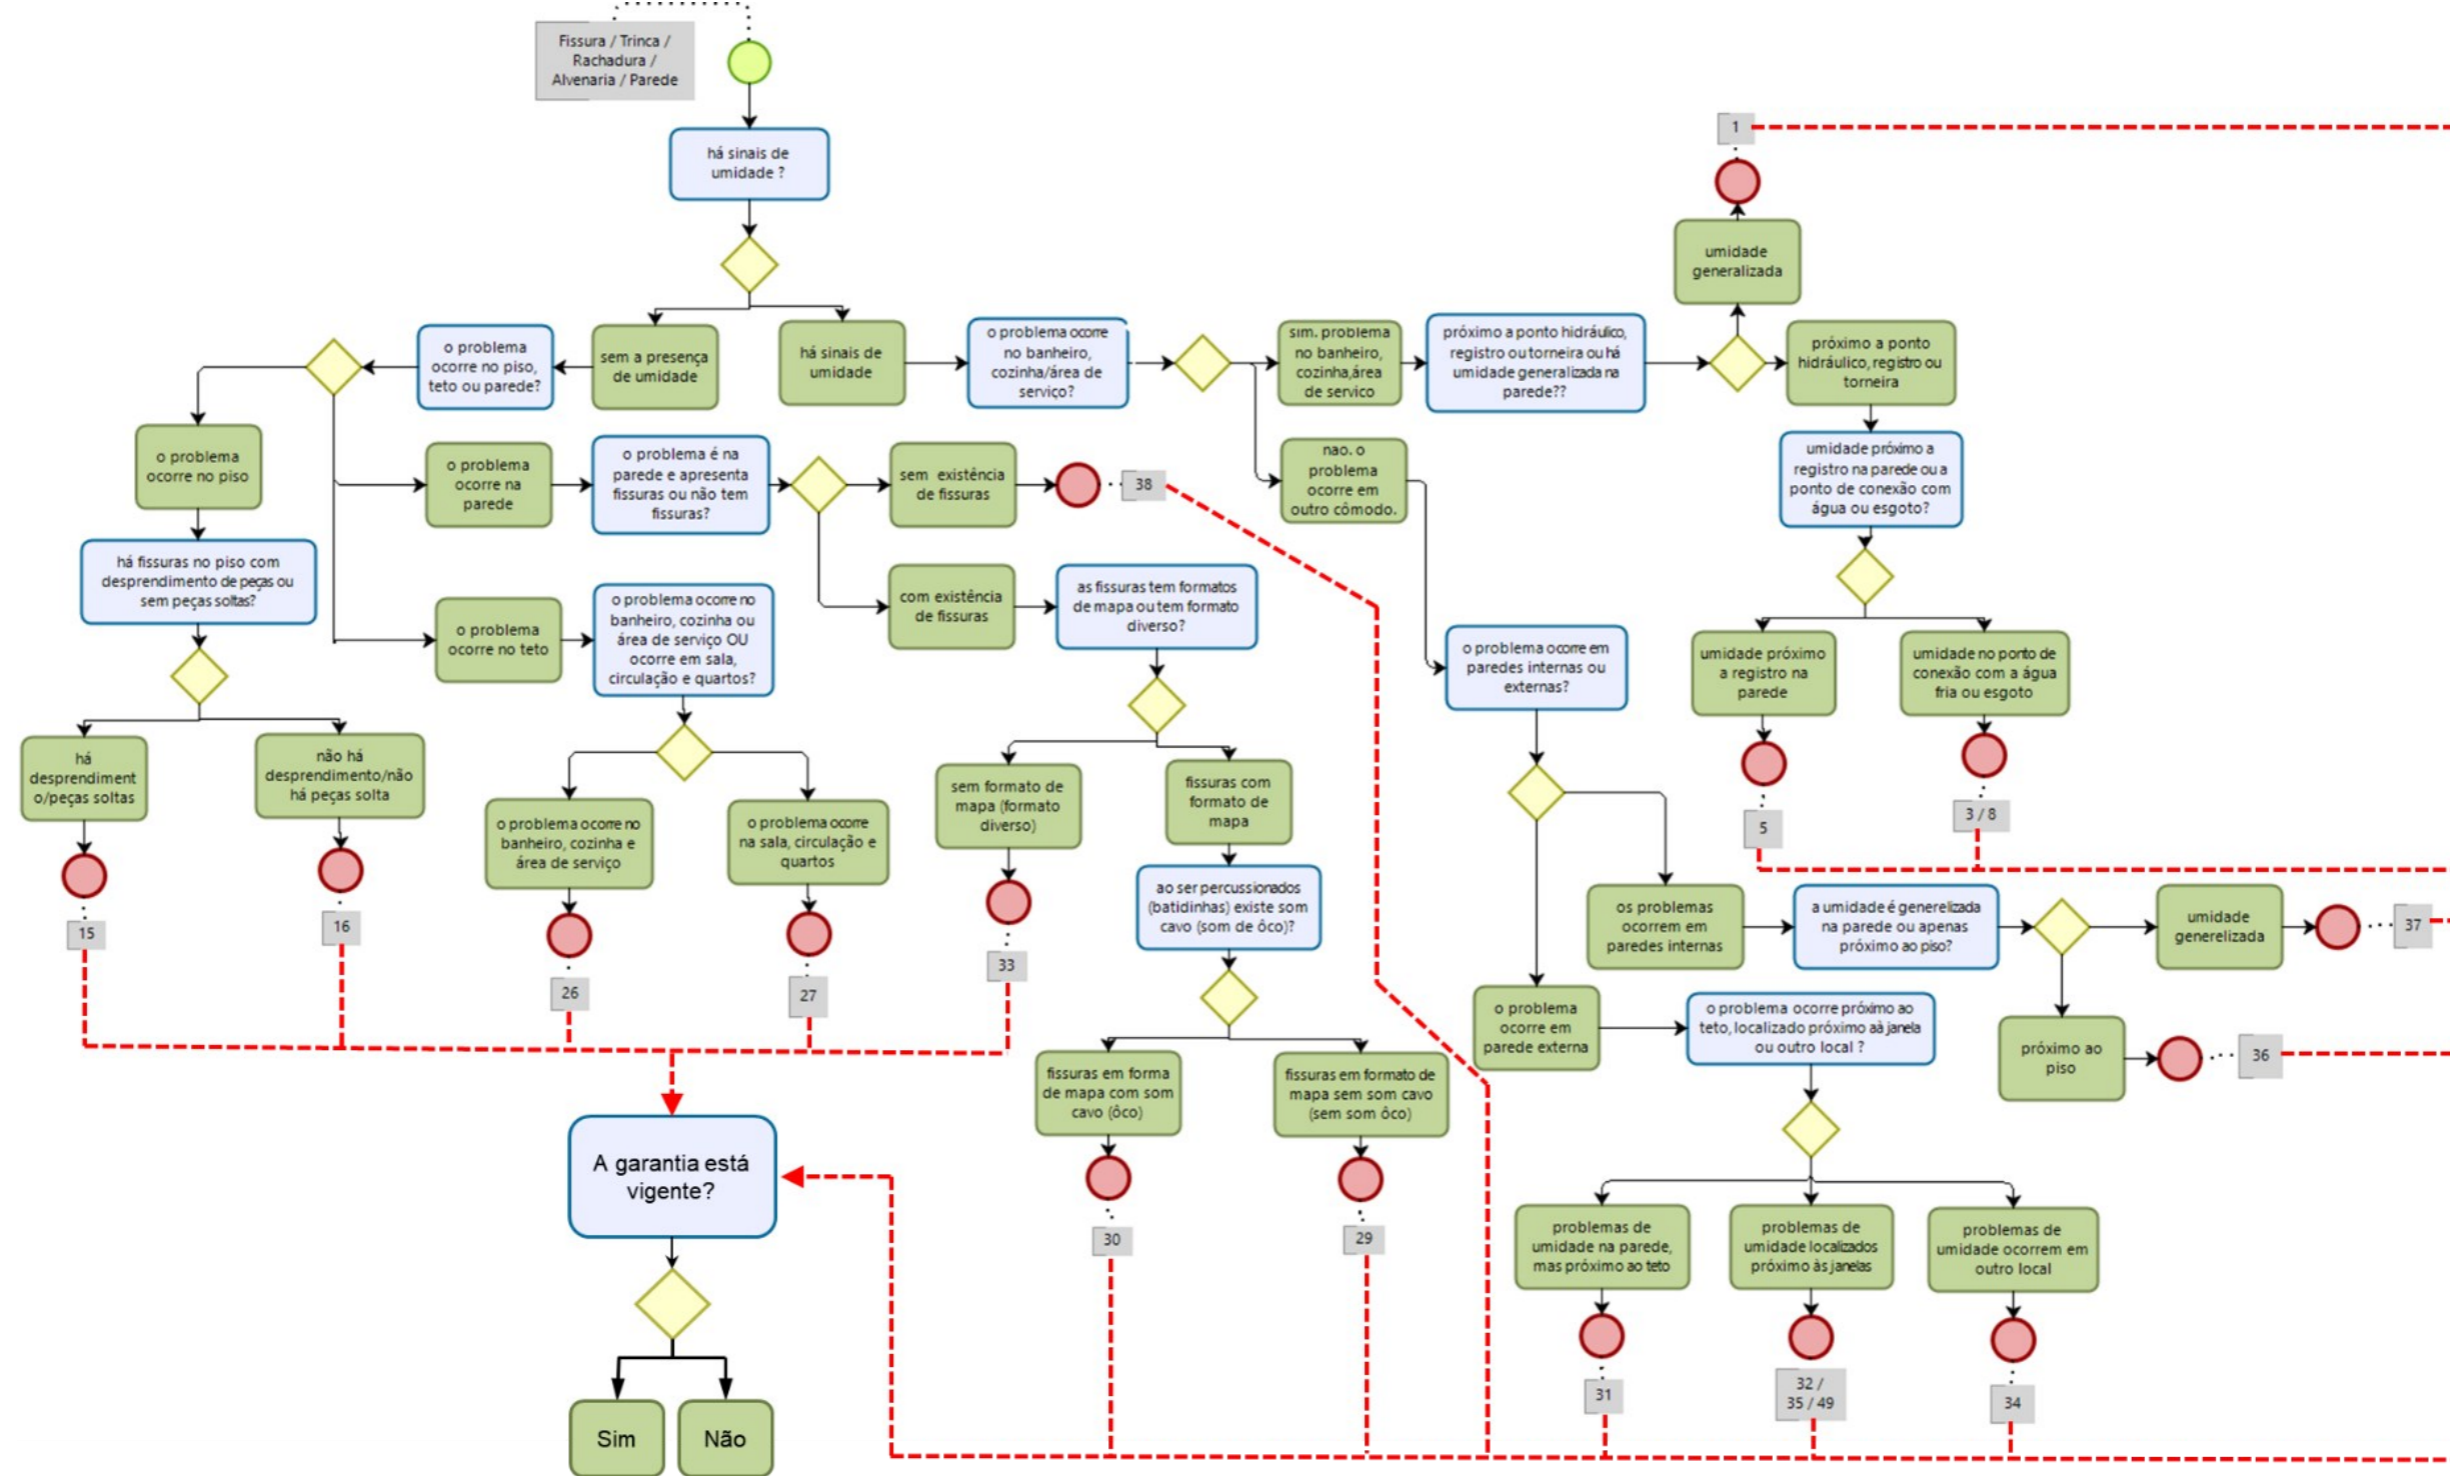 Fissura / Trinca /
Rachadura /
Alvenaria / Parede
há sinais de
umidade ?
1
umidade
generalizada
o problema
ocorre no piso,
teto ou parede?
sem a presença
de umidade
há sinais de
umidade
o problema ocorre
no banheiro,
cozinha/área de
serviço?
sim. problema
no banheiro,
cozinha,área
de servico
próximo a ponto hidráulico,
registro ou torneira ou há
umidade generalizada na
parede??
próximo a ponto
hidráulico, registro ou
torneira
o problema
ocorre no piso
o problema
ocorre na
parede
o problema é na
parede e apresenta
fissuras ou não tem
fissuras?
sem existência
de fissuras
38
nao. o
problema
ocorre em
outro cômodo.
umidade próximo a
registro na parede ou a
ponto de conexão com
água ou esgoto?
há fissuras no piso com
desprendimento de peças ou
sem peças soltas?
o problema
ocorre no teto
o problema ocorre no
banheiro, cozinha ou
área de serviço OU
ocorre em sala,
circulação e quartos?
com existência
de fissuras
as fissuras tem formatos
de mapa ou tem formato
diverso?
o problema ocorre em
paredes internas ou
externas?
umidade próximo
a registro na
parede
umidade no ponto de
conexão com a água
fria ou esgoto
há
desprendiment
o/peças soltas
não há
desprendimento/não
há peças solta
o problema ocorre no
banheiro, cozinha e
área de serviço
o problema ocorre
na sala, circulação e
quartos
sem formato de
mapa (formato
diverso)
fissuras com
formato de
mapa
5
3 / 8
15
16
26
27
33
ao ser percussionados
(batidinhas) existe som
cavo (som de ôco)?
os problemas
ocorrem em
paredes internas
a umidade é generelizada
na parede ou apenas
próximo ao piso?
umidade
generelizada
37
o problema
ocorre em
parede externa
o problema ocorre próximo ao
teto, localizado próximo aà janela
ou outro local ?
próximo ao
piso
36
fissuras em forma
de mapa com som
cavo (ôco)
fissuras em formato de
mapa sem som cavo
(sem som ôco)
A garantia está
vigente?
30
29
problemas de
umidade na parede,
mas próximo ao teto
problemas de
umidade localizados
próximo às janelas
problemas de
umidade ocorrem em
outro local
31
32 /
35 / 49
34
Sim
Não